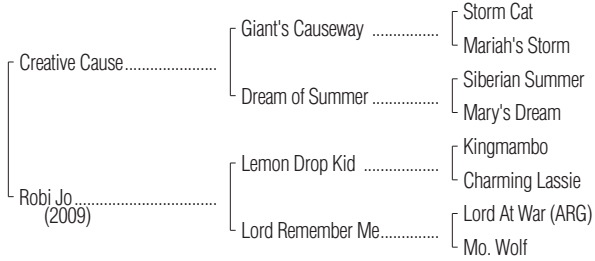 Storm Cat
Giant's Causeway ................
Mariah's Storm
Creative Cause......................
Siberian Summer
Dream of Summer ................
Mary's Dream
Kingmambo
Lemon Drop Kid ..................
Charming Lassie
Robi Jo .................................
(2009)
Lord At War (ARG)
Lord Remember Me..............
Mo. Wolf